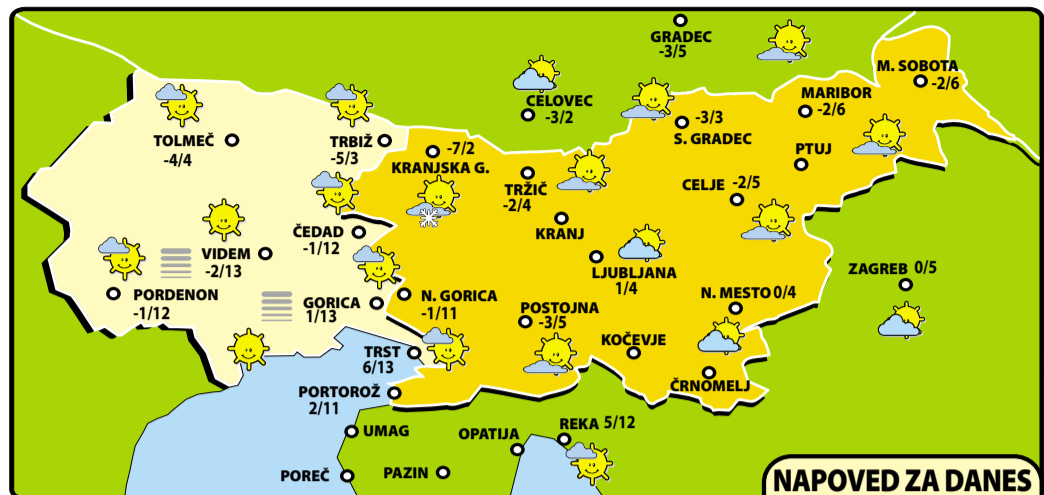 GRADEC
-3/5
M. SOBOTA
-2/6
MARIBOR
-2/6
CELOVEC
-3/2
-3/3
S. GRADEC
TOLMEČ
-4/4
TRBIŽ
-5/3
-7/2
KRANJSKA G.
PTUJ
TRŽIČ
-2/4
CELJE -2/5
KRANJ
ČEDAD
-1/12
VIDEM
-2/13
LJUBLJANA
1/4
ZAGREB 0/5
PORDENON
-1/12
GORICA
1/13
N. GORICA
-1/11
POSTOJNA
-3/5
N. MESTO 0/4
KOČEVJE
TRST
6/13
ČRNOMELJ
PORTOROŽ
2/11
UMAG
OPATIJA
REKA 5/12
POREČ
PAZIN
NAPOVED ZA DANES